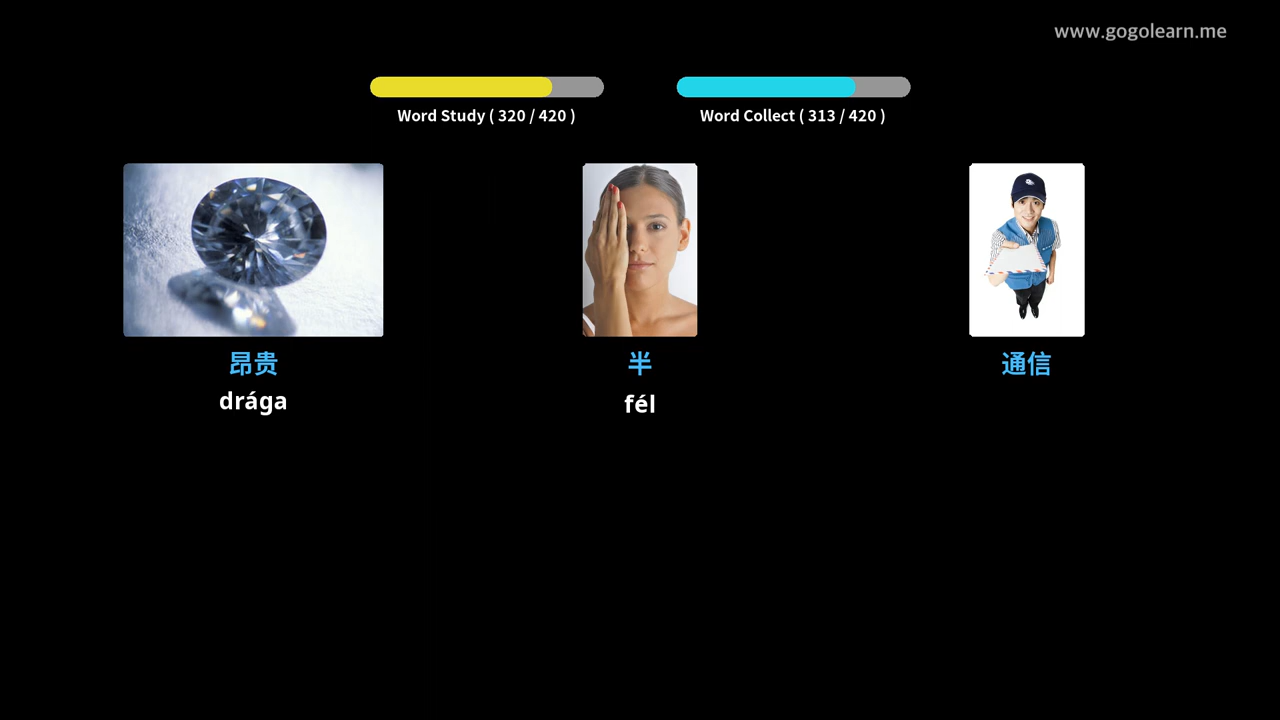 www.gogolearn.me
Word Study ( 320 / 420 )
Word Collect ( 313 / 420 )
昂贵
半
通信
drága
fél